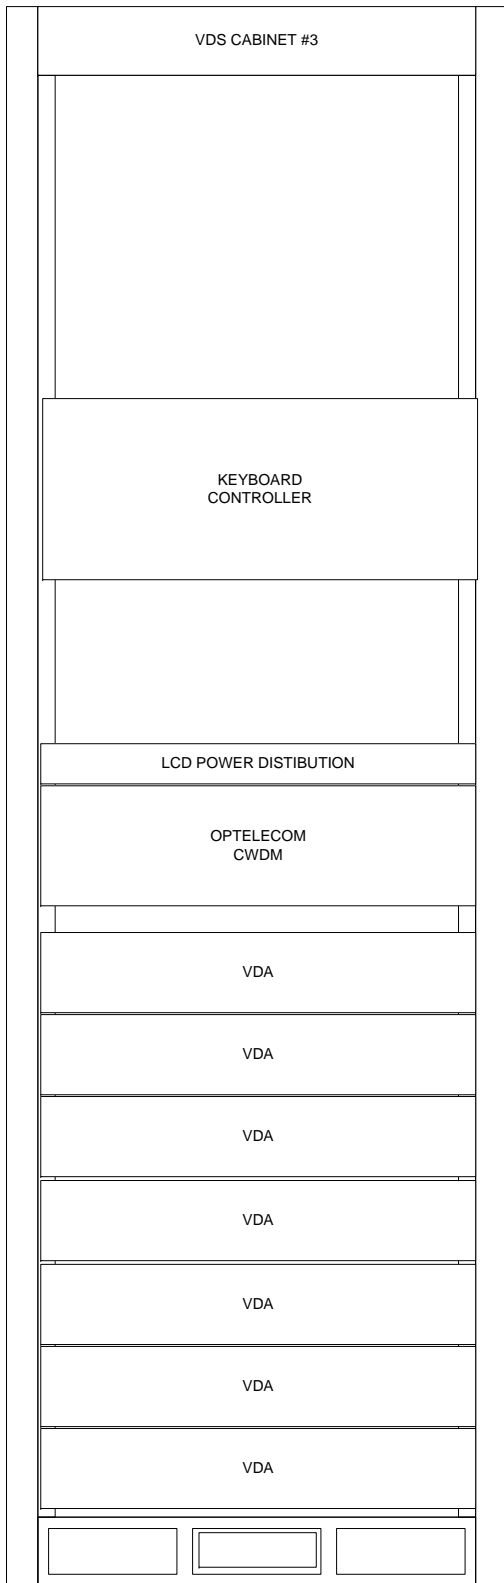 VDS CABINET #3
KEYBOARD
CONTROLLER
LCD POWER DISTIBUTION
OPTELECOM
CWDM
VDA
VDA
VDA
VDA
VDA
VDA
VDA